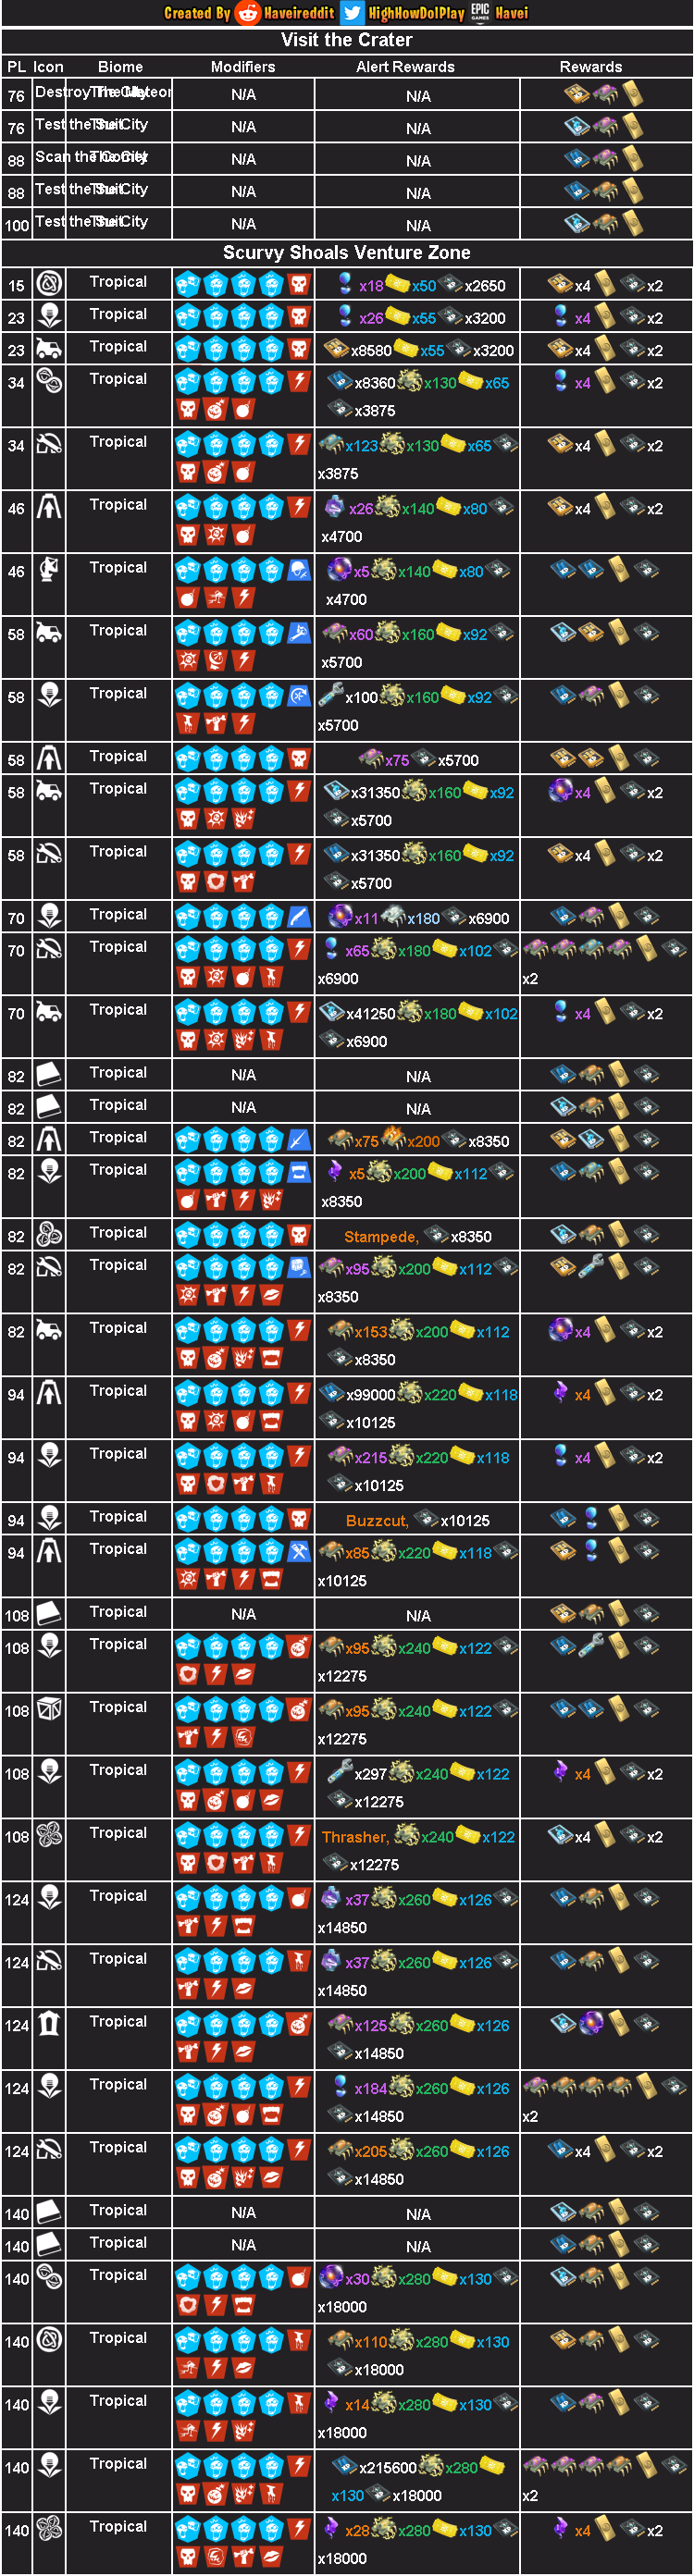 Created By Haveireddit HighHowDoIPlay EPIC GAMES Havei
Visit the Crater
PL Icon Biome Modifiers Alert Rewards Rewards
76 Destroy The Meteor The City N/A N/A
76 Test the Suit The City N/A N/A
88 Scan the Comet The City N/A N/A
88 Test the Suit The City N/A N/A
100 Test the Suit The City N/A N/A
Scurvy Shoals Venture Zone
15 Tropical x18 x50 x2650 x4 x2
23 Tropical x26 x55 x3200 x4 x2
23 Tropical x8580 x55 x3200 x4 x2
34 Tropical x8360 x130 x65 x4 x2
x3875
34 Tropical x123 x130 x65 x4 x2
x3875
46 Tropical x26 x140 x80 x4 x2
x4700
46 Tropical x5 x140 x80
x4700
58 Tropical x60 x160 x92
x5700
58 Tropical x100 x160 x92
x5700
58 Tropical x75 x5700
58 Tropical x31350 x160 x92 x4 x2
x5700
58 Tropical x31350 x160 x92 x4 x2
x5700
70 Tropical x11 x180 x6900
70 Tropical x65 x180 x102
x6900 x2
70 Tropical x41250 x180 x102 x4 x2
x6900
82 Tropical N/A N/A
82 Tropical N/A N/A
82 Tropical x75 x200 x8350
82 Tropical x5 x200 x112
x8350
82 Tropical Stampede, x8350
82 Tropical x95 x200 x112
x8350
82 Tropical x153 x200 x112 x4 x2
x8350
94 Tropical x99000 x220 x118 x4 x2
x10125
94 Tropical x215 x220 x118 x4 x2
x10125
94 Tropical Buzzcut, x10125
94 Tropical x85 x220 x118
x10125
108 Tropical N/A N/A
108 Tropical x95 x240 x122
x12275
108 Tropical x95 x240 x122
x12275
108 Tropical x297 x240 x122 x4 x2
x12275
108 Tropical Thrasher, x240 x122 x4 x2
x12275
124 Tropical x37 x260 x126
x14850
124 Tropical x37 x260 x126
x14850
124 Tropical x125 x260 x126
x14850
124 Tropical x184 x260 x126
x14850 x2
124 Tropical x205 x260 x126 x4 x2
x14850
140 Tropical N/A N/A
140 Tropical N/A N/A
140 Tropical x30 x280 x130
x18000
140 Tropical x110 x280 x130
x18000
140 Tropical x14 x280 x130
x18000
140 Tropical x215600 x280
x130 x18000 x2
140 Tropical x28 x280 x130 x4 x2
x18000